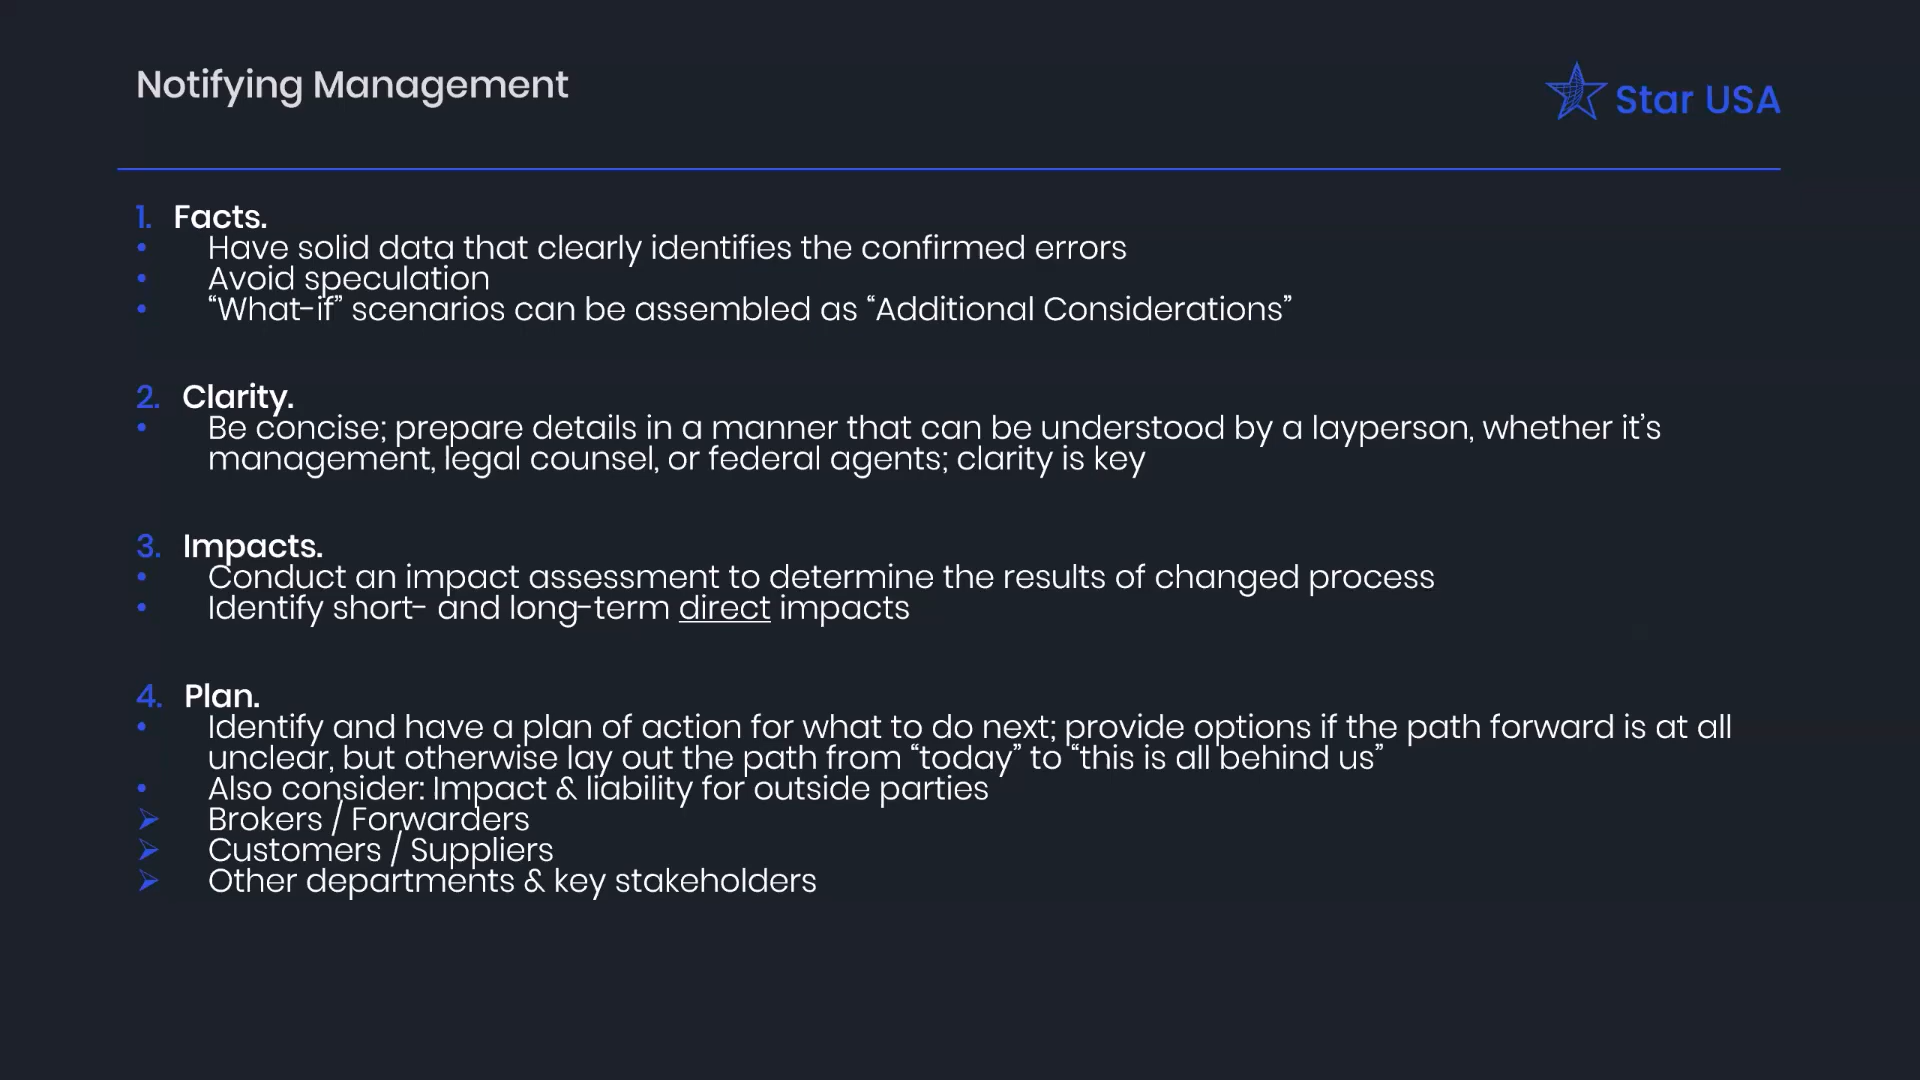 Notifying Management
Star USA
1. Facts.
• Have solid data that clearly identifies the confirmed errors
• Avoid speculation
• “What-if” scenarios can be assembled as “Additional Considerations”
2. Clarity.
• Be concise; prepare details in a manner that can be understood by a layperson, whether it’s
management, legal counsel, or federal agents; clarity is key
3. Impacts.
• Conduct an impact assessment to determine the results of changed process
• Identify short- and long-term direct impacts
4. Plan.
• Identify and have a plan of action for what to do next; provide options if the path forward is at all
unclear, but otherwise lay out the path from “today” to “this is all behind us”
• Also consider: Impact & liability for outside parties
➢ Brokers / Forwarders
➢ Customers / Suppliers
➢ Other departments & key stakeholders